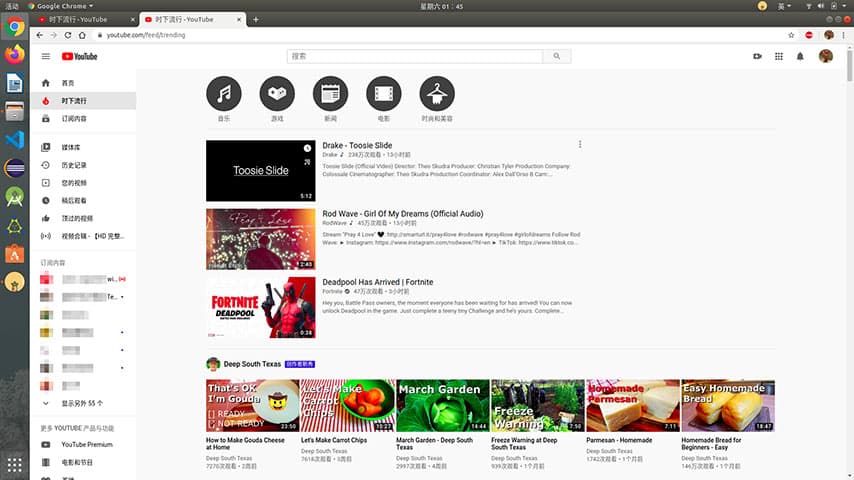 活动
Google Chrome
星期六 01：45
英
时下流行 - YouTube
时下流行 - YouTube
youtube.com/feed/trending
YouTube
搜索
首页
时下流行
订阅内容
媒体库
历史记录
您的视频
稍后观看
顶过的视频
视频合辑 - 【HD 完整...
订阅内容
wi...
Te...
显示另外 55 个
更多 YOUTUBE 产品与功能
YouTube Premium
电影和节目
音乐
游戏
新闻
电影
时尚和美容
Toosie Slide
5:12
Drake - Toosie Slide
Drake 238万次观看 • 13小时前
Toosie Slide (Official Video) Director: Theo Skudra Producer: Christian Tyler Production Company:
Colossale Cinematographer: Theo Skudra Production Coordinator: Alex Dall'Orso B Cam:...
Pray 4 Love
2:40
Rod Wave - Girl Of My Dreams (Official Audio)
RodWave 45万次观看 • 13小时前
Stream "Pray 4 Love" 🖤: http://smarturl.it/pray4love #rodwave #pray4love #girlofdreams Follow Rod
Wave: ► Instagram: https://www.instagram.com/rodwave/?hl=en ► TikTok: https://www.tiktok.co...
FORTNITE
DEADPOOL
0:38
Deadpool Has Arrived | Fortnite
Fortnite 47万次观看 • 5小时前
Hey you, Battle Pass owners, the moment everyone has been waiting for has arrived! You can now
unlock Deadpool in the game. Just complete a teeny tiny Challenge and he's yours. Complete...
Deep South Texas
创作者新秀
That's OK
I'm Gouda
[] READY
[] NOT READY
23:50
How to Make Gouda Cheese
at Home
Deep South Texas
7270次观看 • 2周前
Let's Make
Carrot
Chips
10:23
Let's Make Carrot Chips
Deep South Texas
7618次观看 • 3周前
March Garden
14:44
March Garden - Deep South
Texas
Deep South Texas
2997次观看 • 4周前
Freeze
Warning
7:50
Freeze Warning at Deep
South Texas
Deep South Texas
939次观看 • 1个月前
Homemade
Parmesan
7:11
Parmesan - Homemade
Deep South Texas
1742次观看 • 1个月前
Easy Homemade
Bread!
18:47
Homemade Bread for
Beginners - Easy
Deep South Texas
146万次观看 • 1个月前